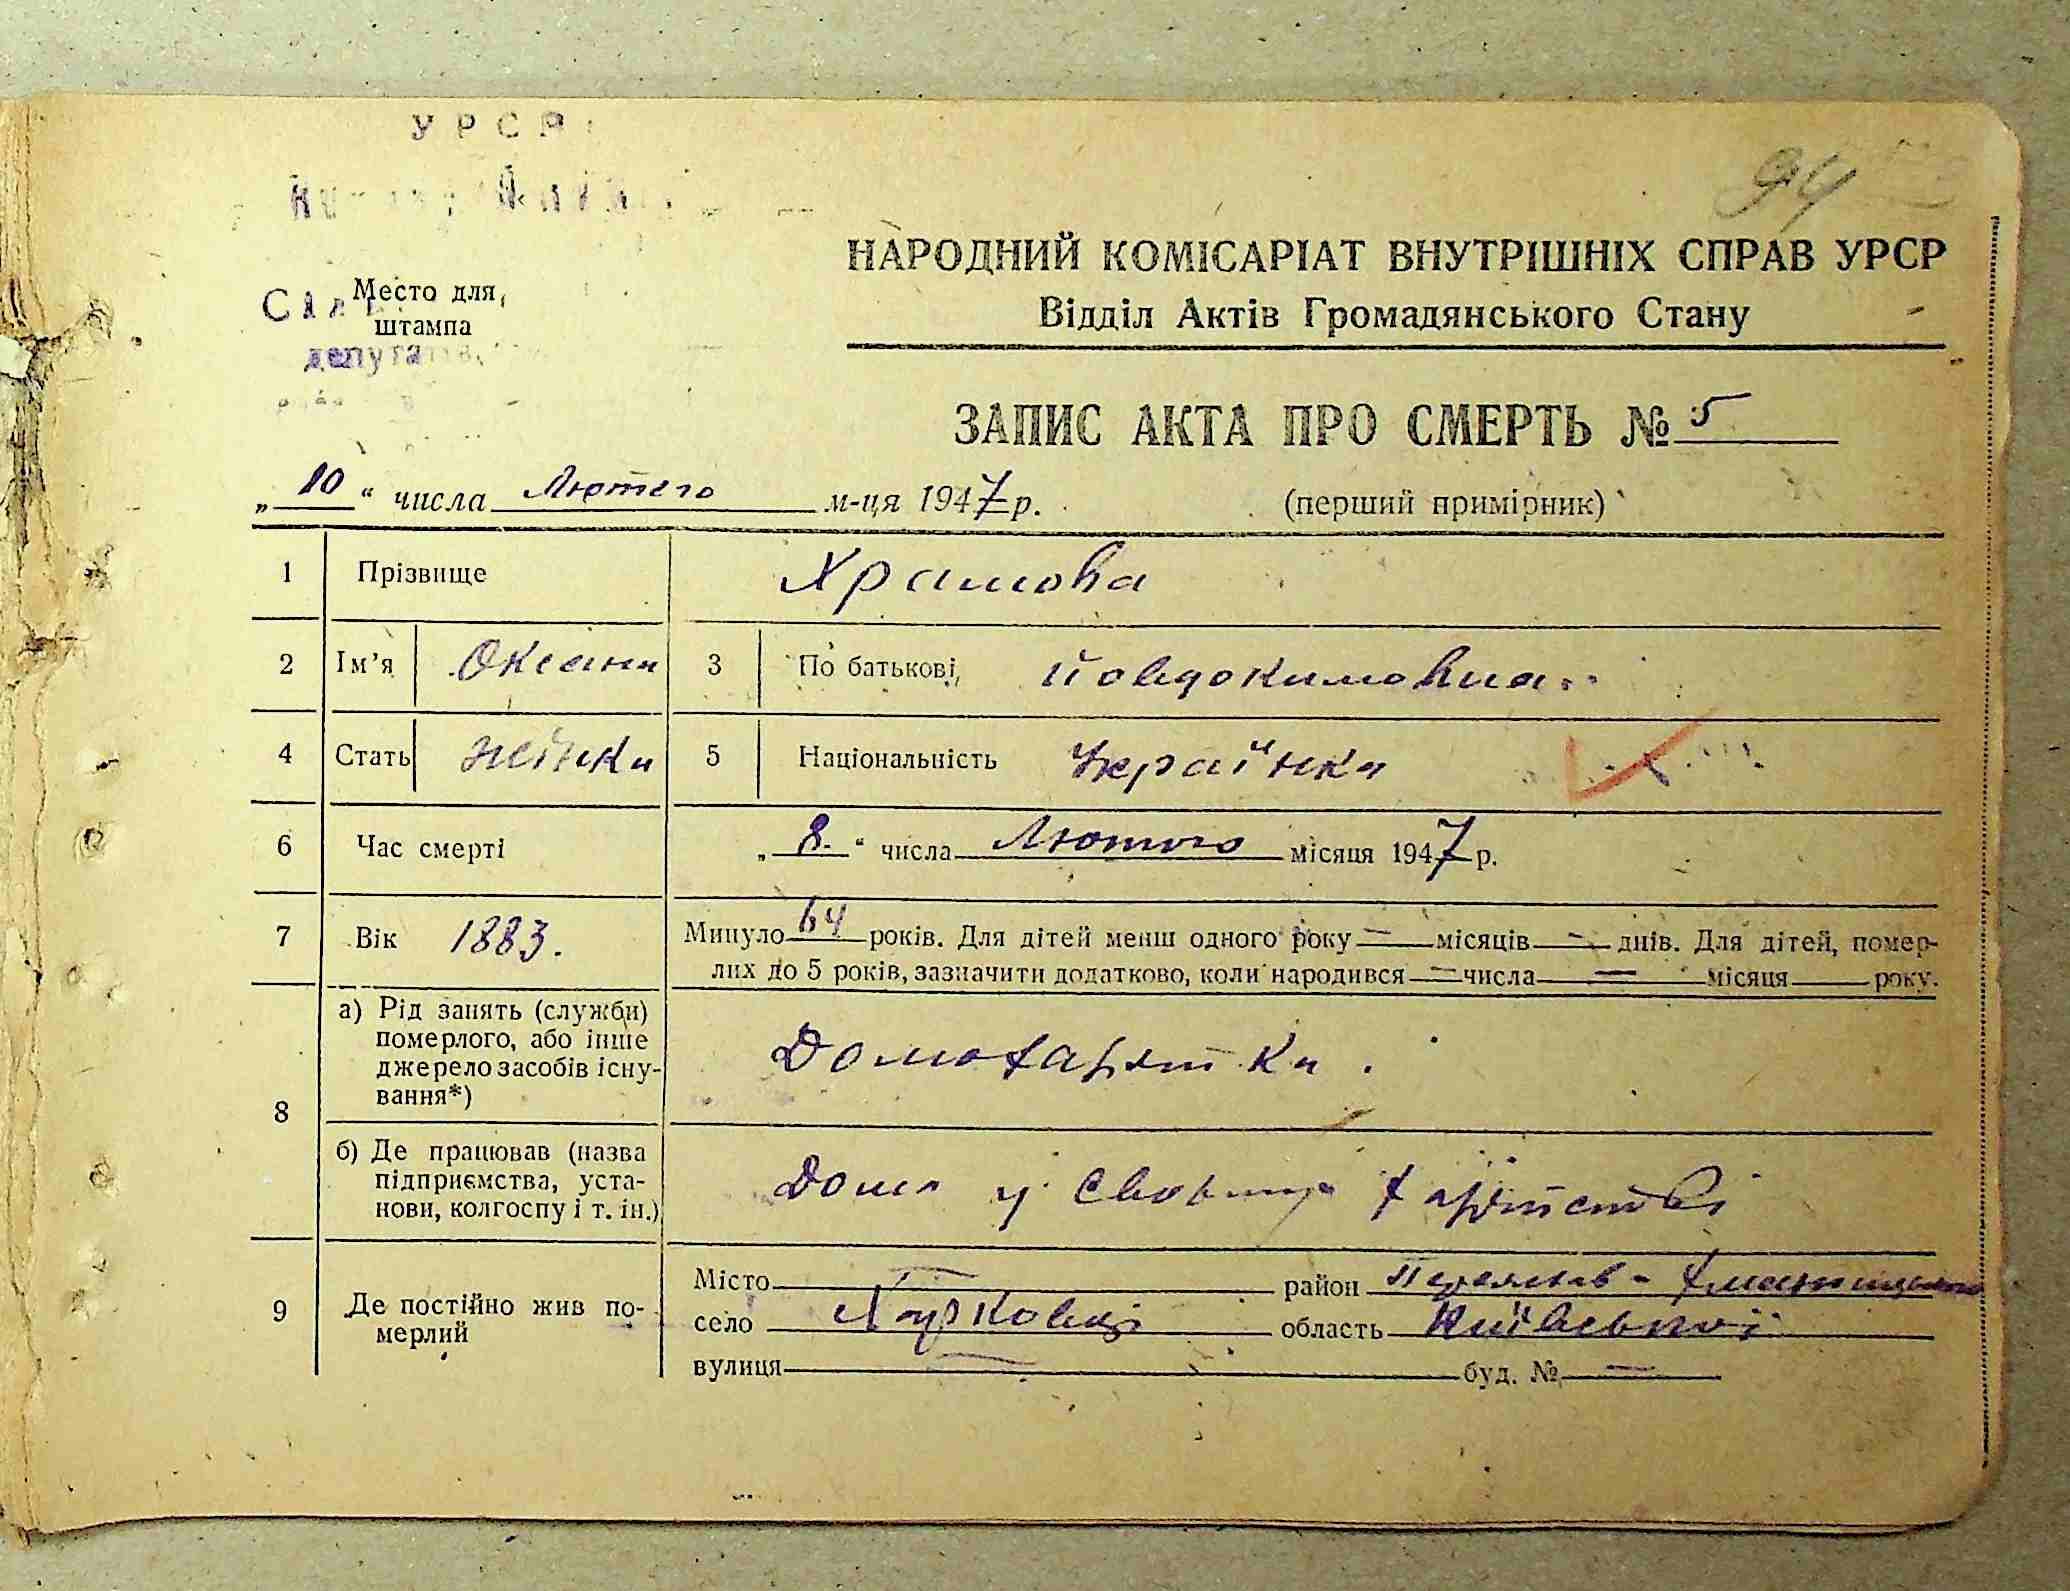 УРСР
94
НАРОДНИЙ КОМІСАРІАТ ВНУТРІШНІХ СПРАВ УРСР
Відділ Актів Громадянського Стану
Место для
штампа
депутатів
ЗАПИС АКТА ПРО СМЕРТЬ № 5
„10“ числа Лютого м-ця 1947 р. (перший примірник)
1 Прізвище Храмова
2 Ім'я Оксана 3 По батькові Йовдокимовна
4 Стать жінка 5 Національність Українка
6 Час смерті „8“ числа Лютого місяця 1947 р.
7 Вік 1883. Минуло 64 років. Для дітей менш одного року — місяців — днів. Для дітей, помер-
лих до 5 років, зазначити додатково, коли народився — числа — місяця року.
8 а) Рід занять (служби)
померлого, або інше
джерело засобів існу-
вання*) Домохазяйка
б) Де працював (назва
підприємства, уста-
нови, колгоспу і т. ін.) Дома у
9 Де постійно жив по-
мерлий
Місто — район Переяслав-Хмельницького
село область Київської
вулиця — буд. № —